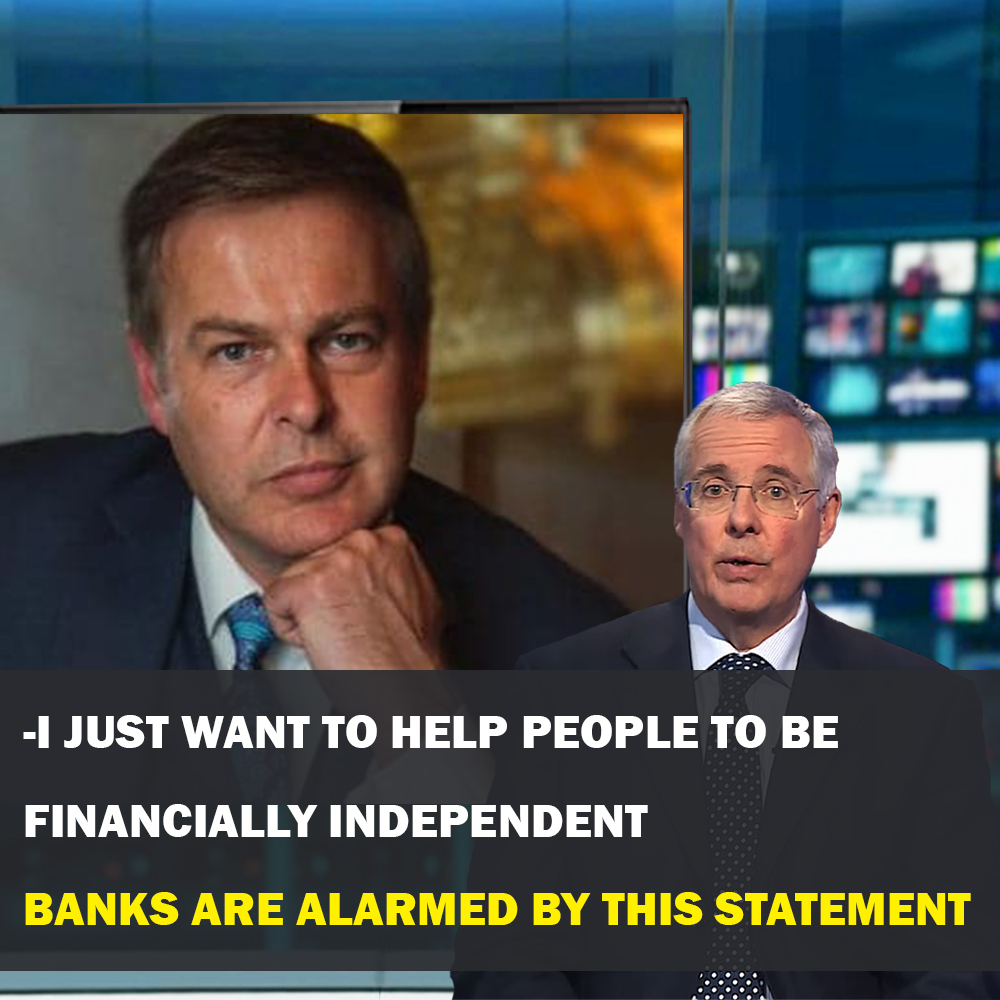 -I JUST WANT TO HELP PEOPLE TO BE
FINANCIALLY INDEPENDENT
BANKS ARE ALARMED BY THIS STATEMENT